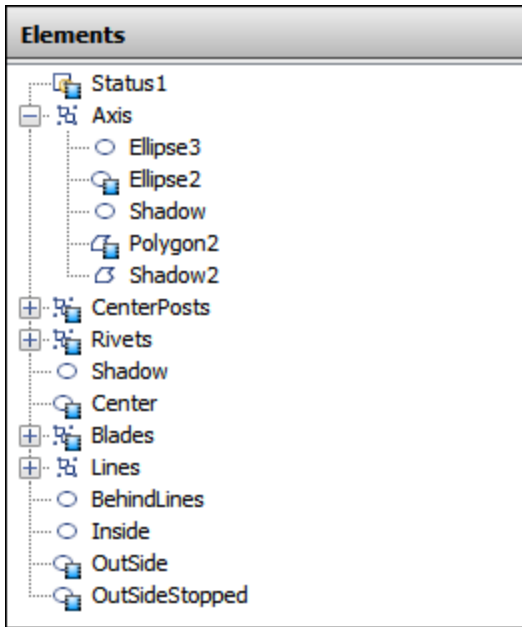 Elements
Status1
Axis
Ellipse3
Ellipse2
Shadow
Polygon2
Shadow2
CenterPosts
Rivets
Shadow
Center
Blades
Lines
BehindLines
Inside
OutSide
OutSideStopped